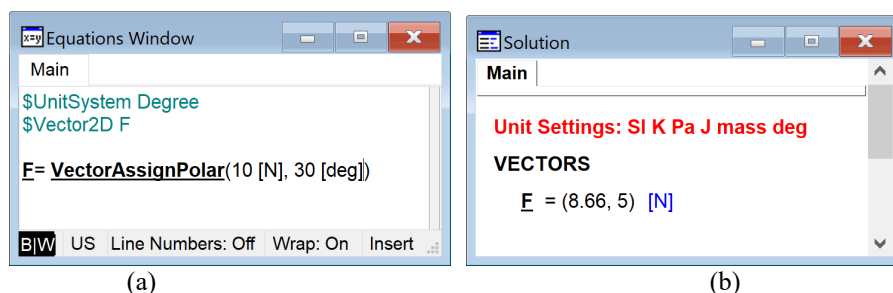 x=y Equations Window
Main
$UnitSystem Degree
$Vector2D F
F= VectorAssignPolar(10 [N], 30 [deg])
B|W US Line Numbers: Off Wrap: On Insert
(a)
Solution
Main
Unit Settings: SI K Pa J mass deg
VECTORS
F = (8.66, 5) [N]
(b)